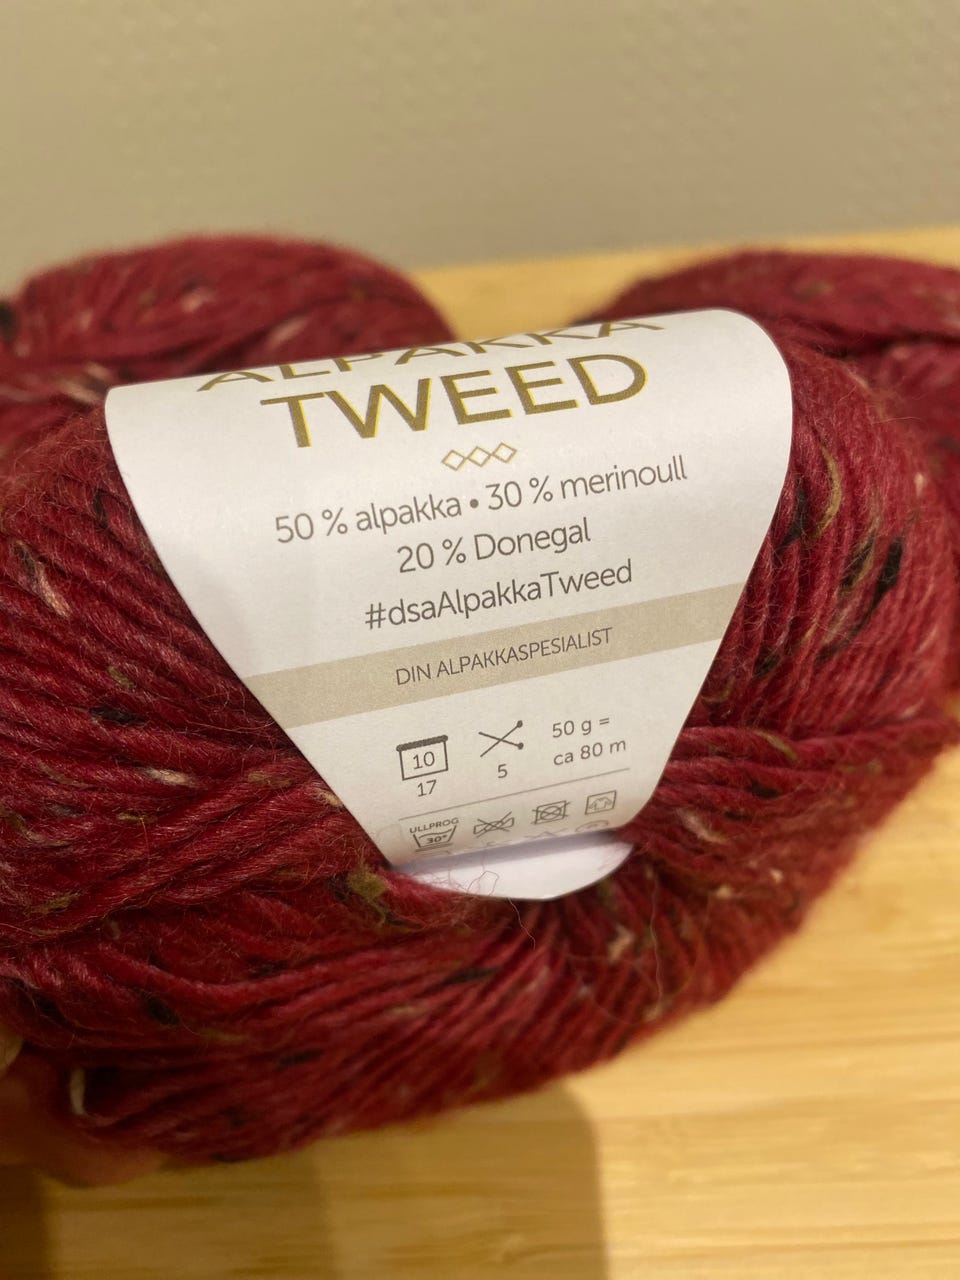 ALPAKKA
TWEED
50 % alpakka • 30 % merinoull
20 % Donegal
#dsaAlpakkaTweed
DIN ALPAKKASPESIALIST
10
17
5
50 g =
ca 80 m
ULLPROG
30°